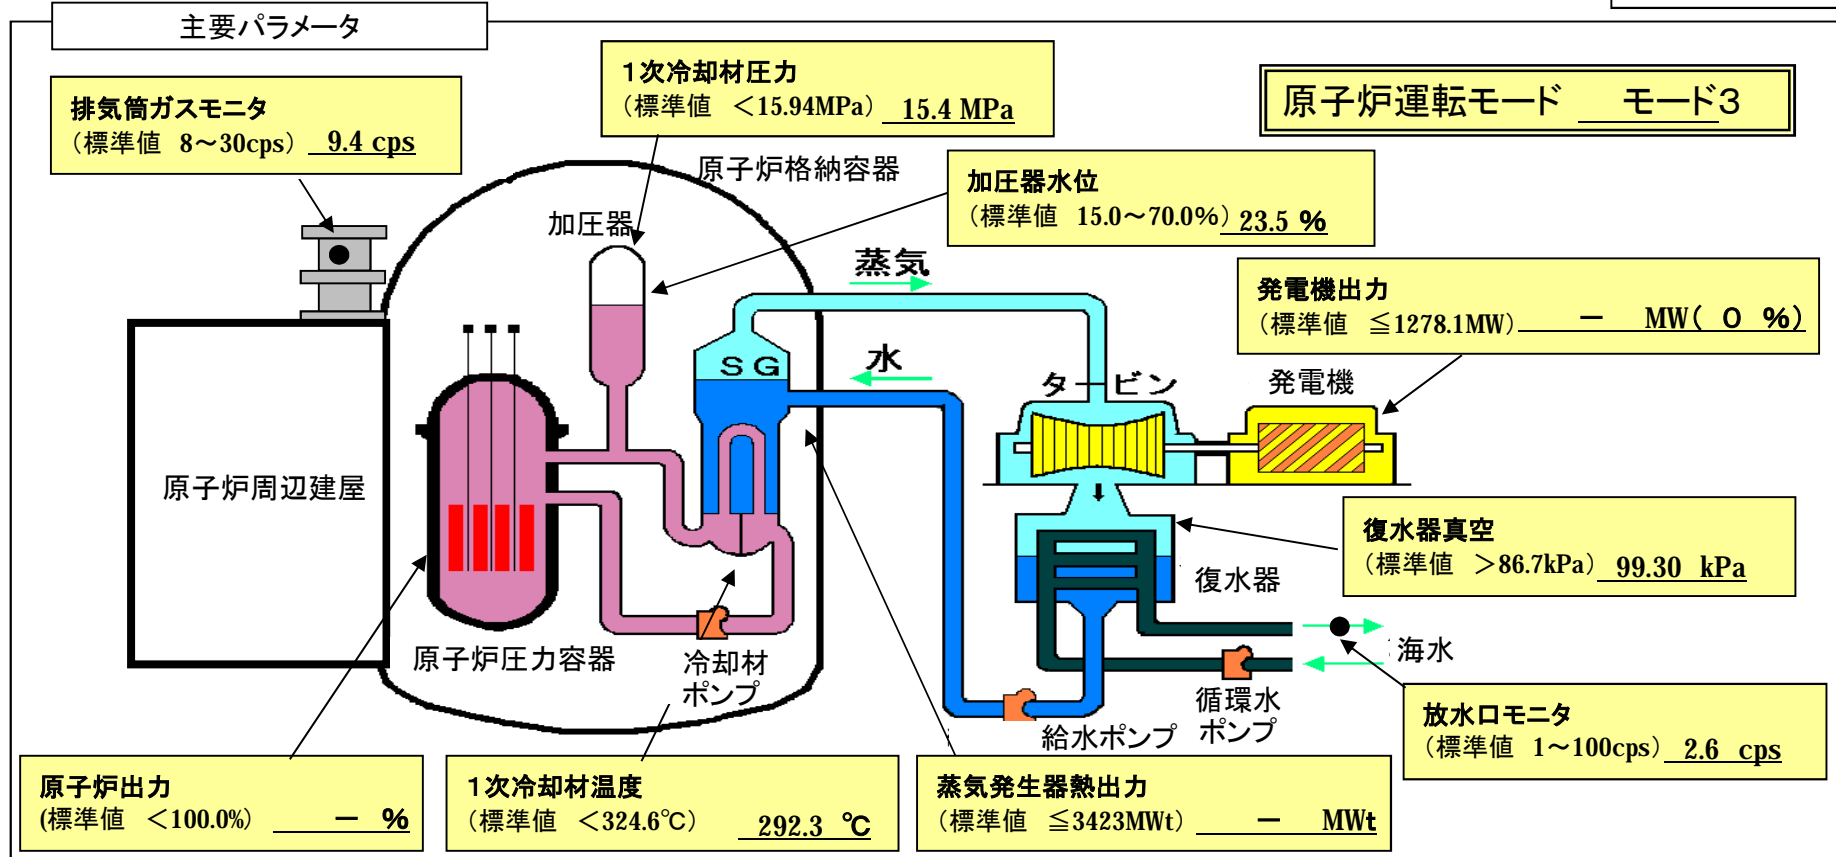 主要パラメータ
排気筒ガスモニタ
（標準値 8～30cps） 9.4 cps
1次冷却材圧力
（標準値 ＜15.94MPa） 15.4 MPa
原子炉運転モード モード3
原子炉格納容器
加圧器水位
（標準値 15.0～70.0%） 23.5 %
加圧器
蒸気
発電機出力
（標準値 ≦1278.1MW） － MW( 0 %)
SG
水
タービン
発電機
原子炉周辺建屋
復水器真空
（標準値 ＞86.7kPa） 99.30 kPa
復水器
原子炉圧力容器
冷却材
ポンプ
海水
循環水
ポンプ
給水ポンプ
放水口モニタ
（標準値 1～100cps） 2.6 cps
原子炉出力
(標準値 ＜100.0%) － %
1次冷却材温度
（標準値 ＜324.6℃） 292.3 ℃
蒸気発生器熱出力
（標準値 ≦3423MWt） － MWt